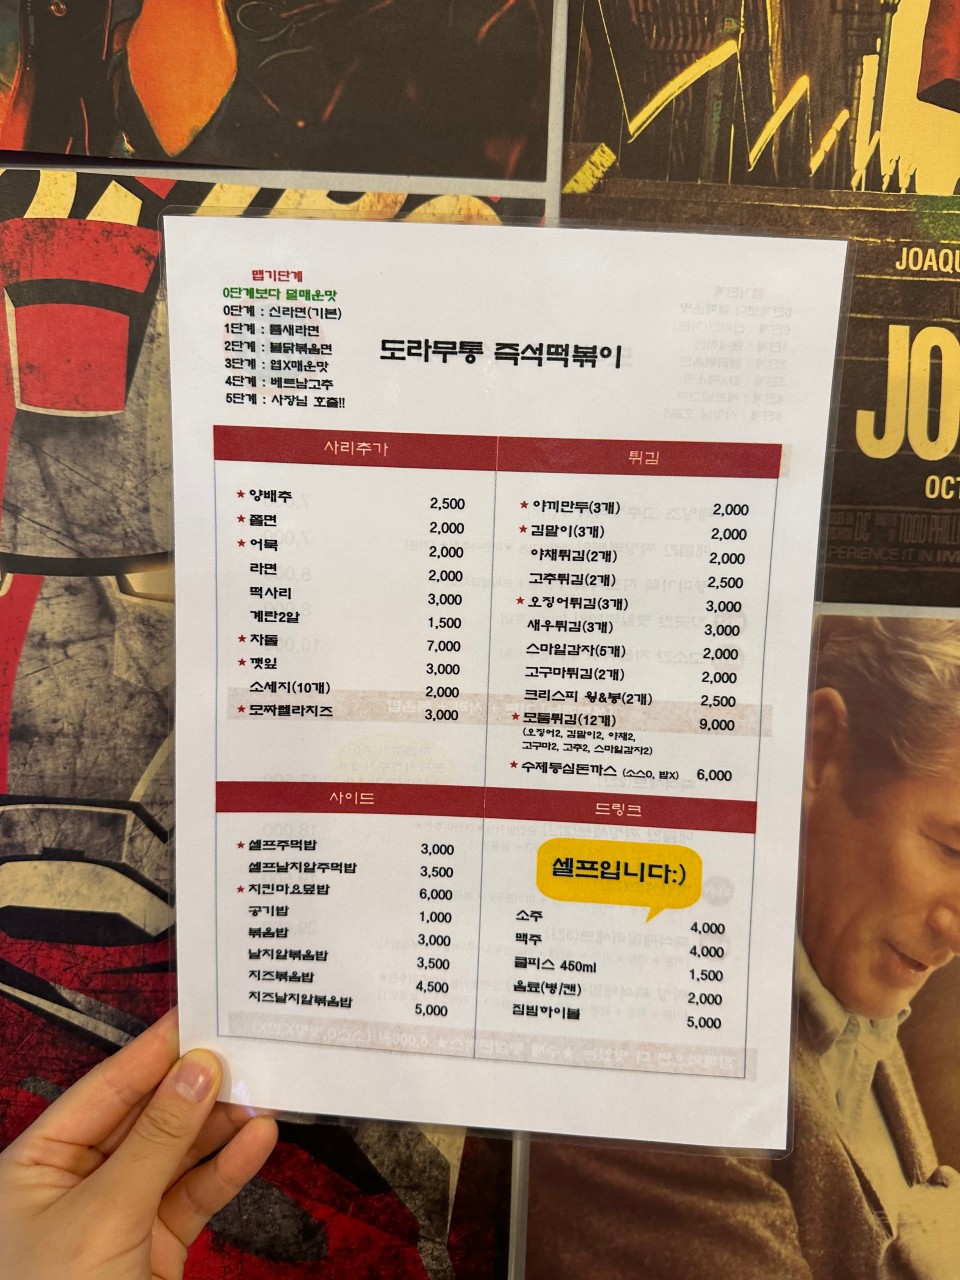 맵기단계
0단계보다 덜매운맛
0단계 : 신라면(기본)
1단계 : 틈새라면
2단계 : 불닭볶음면
3단계 : 엽X매운맛
4단계 : 베트남고추
5단계 : 사장님 호출!!
도라무통 즉석떡볶이
사리추가
★ 양배추 2,500
★ 쫄면 2,000
★ 어묵 2,000
라면 2,000
떡사리 3,000
계란2알 1,500
★ 차돌 7,000
★ 깻잎 3,000
소세지(10개) 2,000
★ 모짜렐라치즈 3,000
튀김
★ 야끼만두(3개) 2,000
★ 김말이(3개) 2,000
야채튀김(2개) 2,000
고추튀김(2개) 2,500
★ 오징어튀김(3개) 3,000
새우튀김(3개) 3,000
스마일감자(5개) 2,000
고구마튀김(2개) 2,000
크리스피 윙&봉(2개) 2,500
★ 모둠튀김(12개) 9,000
(오징어2, 김말이2, 야채2,
고구마2, 고추2, 스마일감자2)
★ 수제등심돈까스 (소스O, 밥X) 6,000
사이드
★ 셀프주먹밥 3,000
셀프날치알주먹밥 3,500
★ 치킨마요덮밥 6,000
공기밥 1,000
볶음밥 3,000
날치알볶음밥 3,500
치즈볶음밥 4,500
치즈날치알볶음밥 5,000
드링크
셀프입니다:)
소주 4,000
맥주 4,000
쿨피스 450ml 1,500
음료(병/캔) 2,000
짐빔하이볼 5,000
JOAQU
JO
OCT